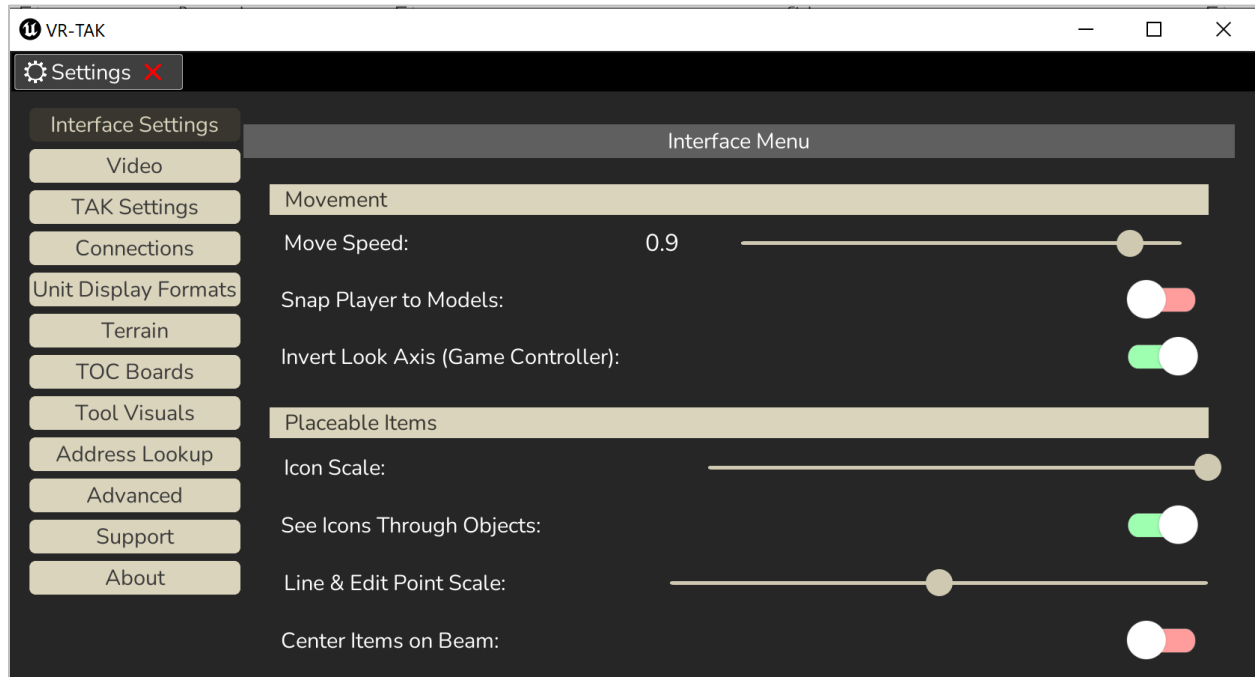 VR-TAK
Settings
Interface Settings
Video
TAK Settings
Connections
Unit Display Formats
Terrain
TOC Boards
Tool Visuals
Address Lookup
Advanced
Support
About
Interface Menu
Movement
Move Speed: 0.9
Snap Player to Models:
Invert Look Axis (Game Controller):
Placeable Items
Icon Scale:
See Icons Through Objects:
Line & Edit Point Scale:
Center Items on Beam: